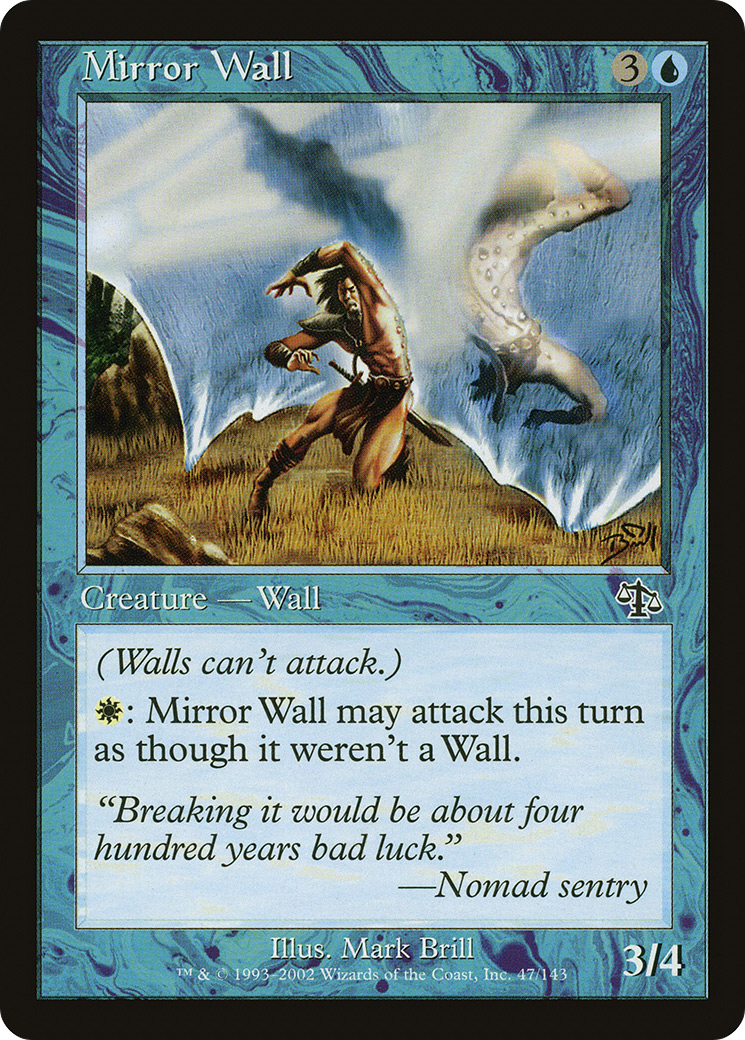 Mirror Wall
3
Brill
Creature — Wall
(Walls can't attack.)
: Mirror Wall may attack this turn
as though it weren't a Wall.
"Breaking it would be about four
hundred years bad luck."
—Nomad sentry
Illus. Mark Brill
™ & © 1993–2002 Wizards of the Coast, Inc. 47/143
3/4